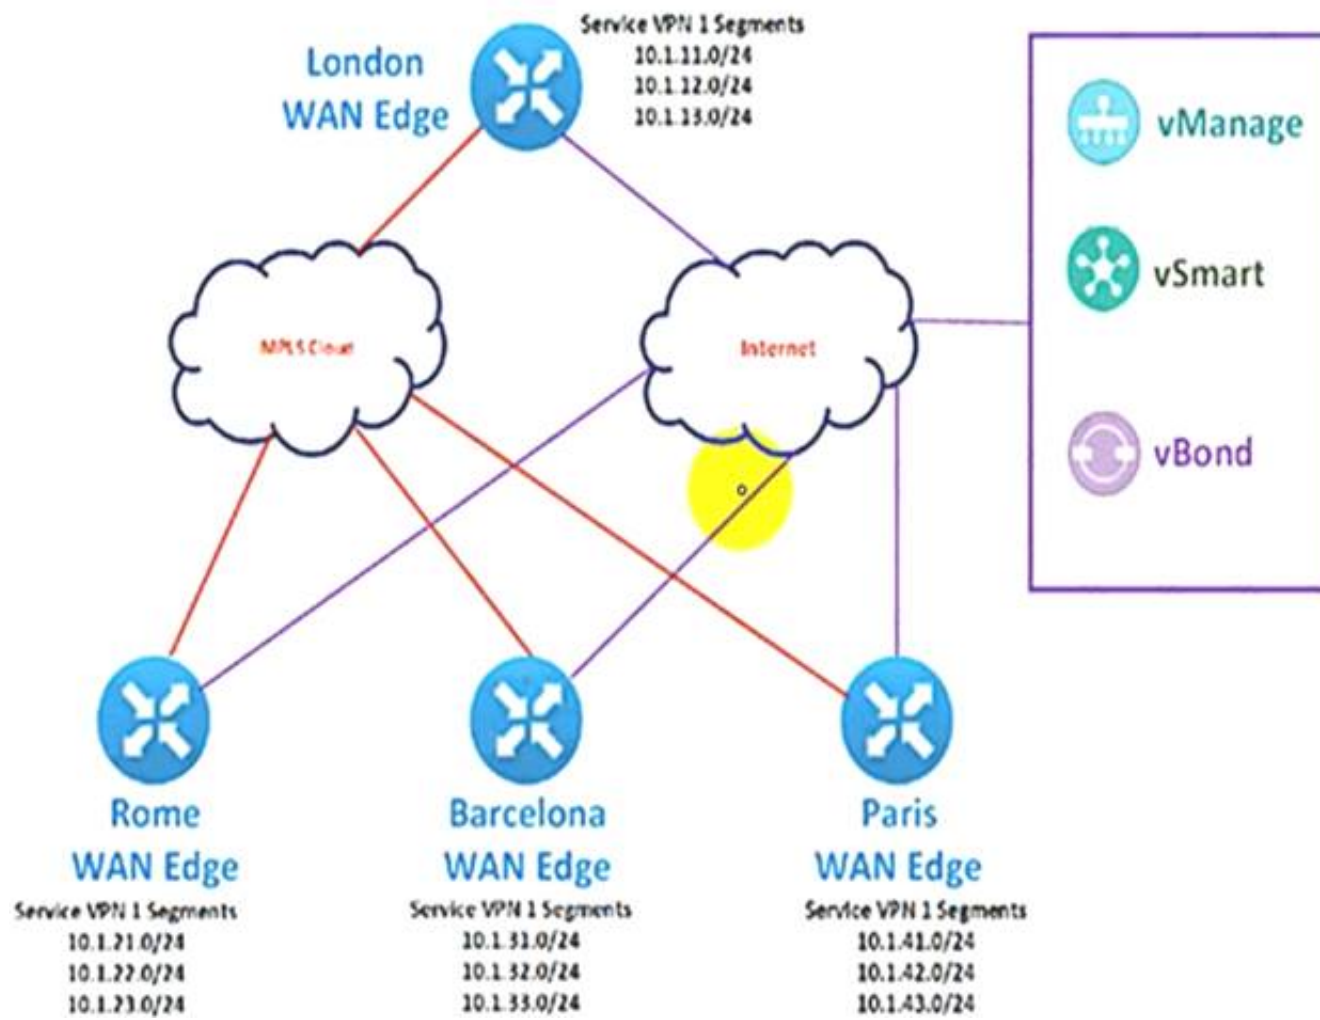 Service VPN 1 Segments
10.1.11.0/24
10.1.12.0/24
10.1.13.0/24
London
WAN Edge
vManage
vSmart
vBond
MPLS Cloud
Internet
Rome
WAN Edge
Service VPN 1 Segments
10.1.21.0/24
10.1.22.0/24
10.1.23.0/24
Barcelona
WAN Edge
Service VPN 1 Segments
10.1.31.0/24
10.1.32.0/24
10.1.33.0/24
Paris
WAN Edge
Service VPN 1 Segments
10.1.41.0/24
10.1.42.0/24
10.1.43.0/24